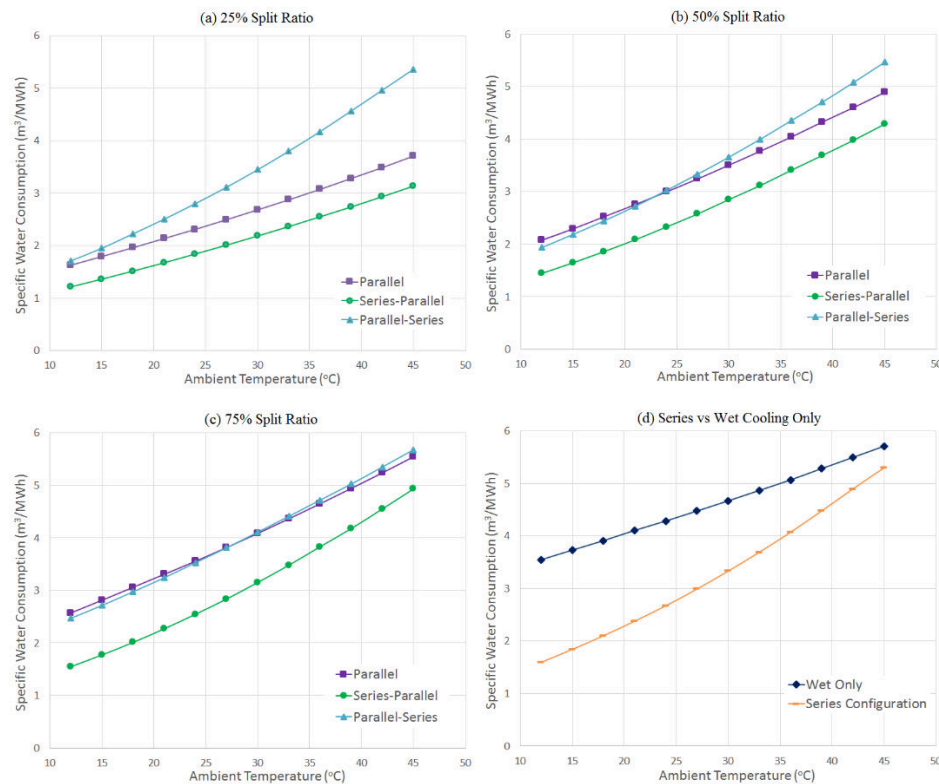 (a) 25% Split Ratio
Specific Water Consumption (m³/MWh)
6
5
4
3
2
1
0
Parallel
Series-Parallel
Parallel-Series
10 15 20 25 30 35 40 45 50
Ambient Temperature (°C)
(b) 50% Split Ratio
Specific Water Consumption (m³/MWh)
6
5
4
3
2
1
0
Parallel
Series-Parallel
Parallel-Series
10 15 20 25 30 35 40 45 50
Ambient Temperature (°C)
(c) 75% Split Ratio
Specific Water Consumption (m³/MWh)
6
5
4
3
2
1
0
Parallel
Series-Parallel
Parallel-Series
10 15 20 25 30 35 40 45 50
Ambient Temperature (°C)
(d) Series vs Wet Cooling Only
Specific Water Consumption (m³/MWh)
6
5
4
3
2
1
0
Wet Only
Series Configuration
10 15 20 25 30 35 40 45 50
Ambient Temperature (°C)